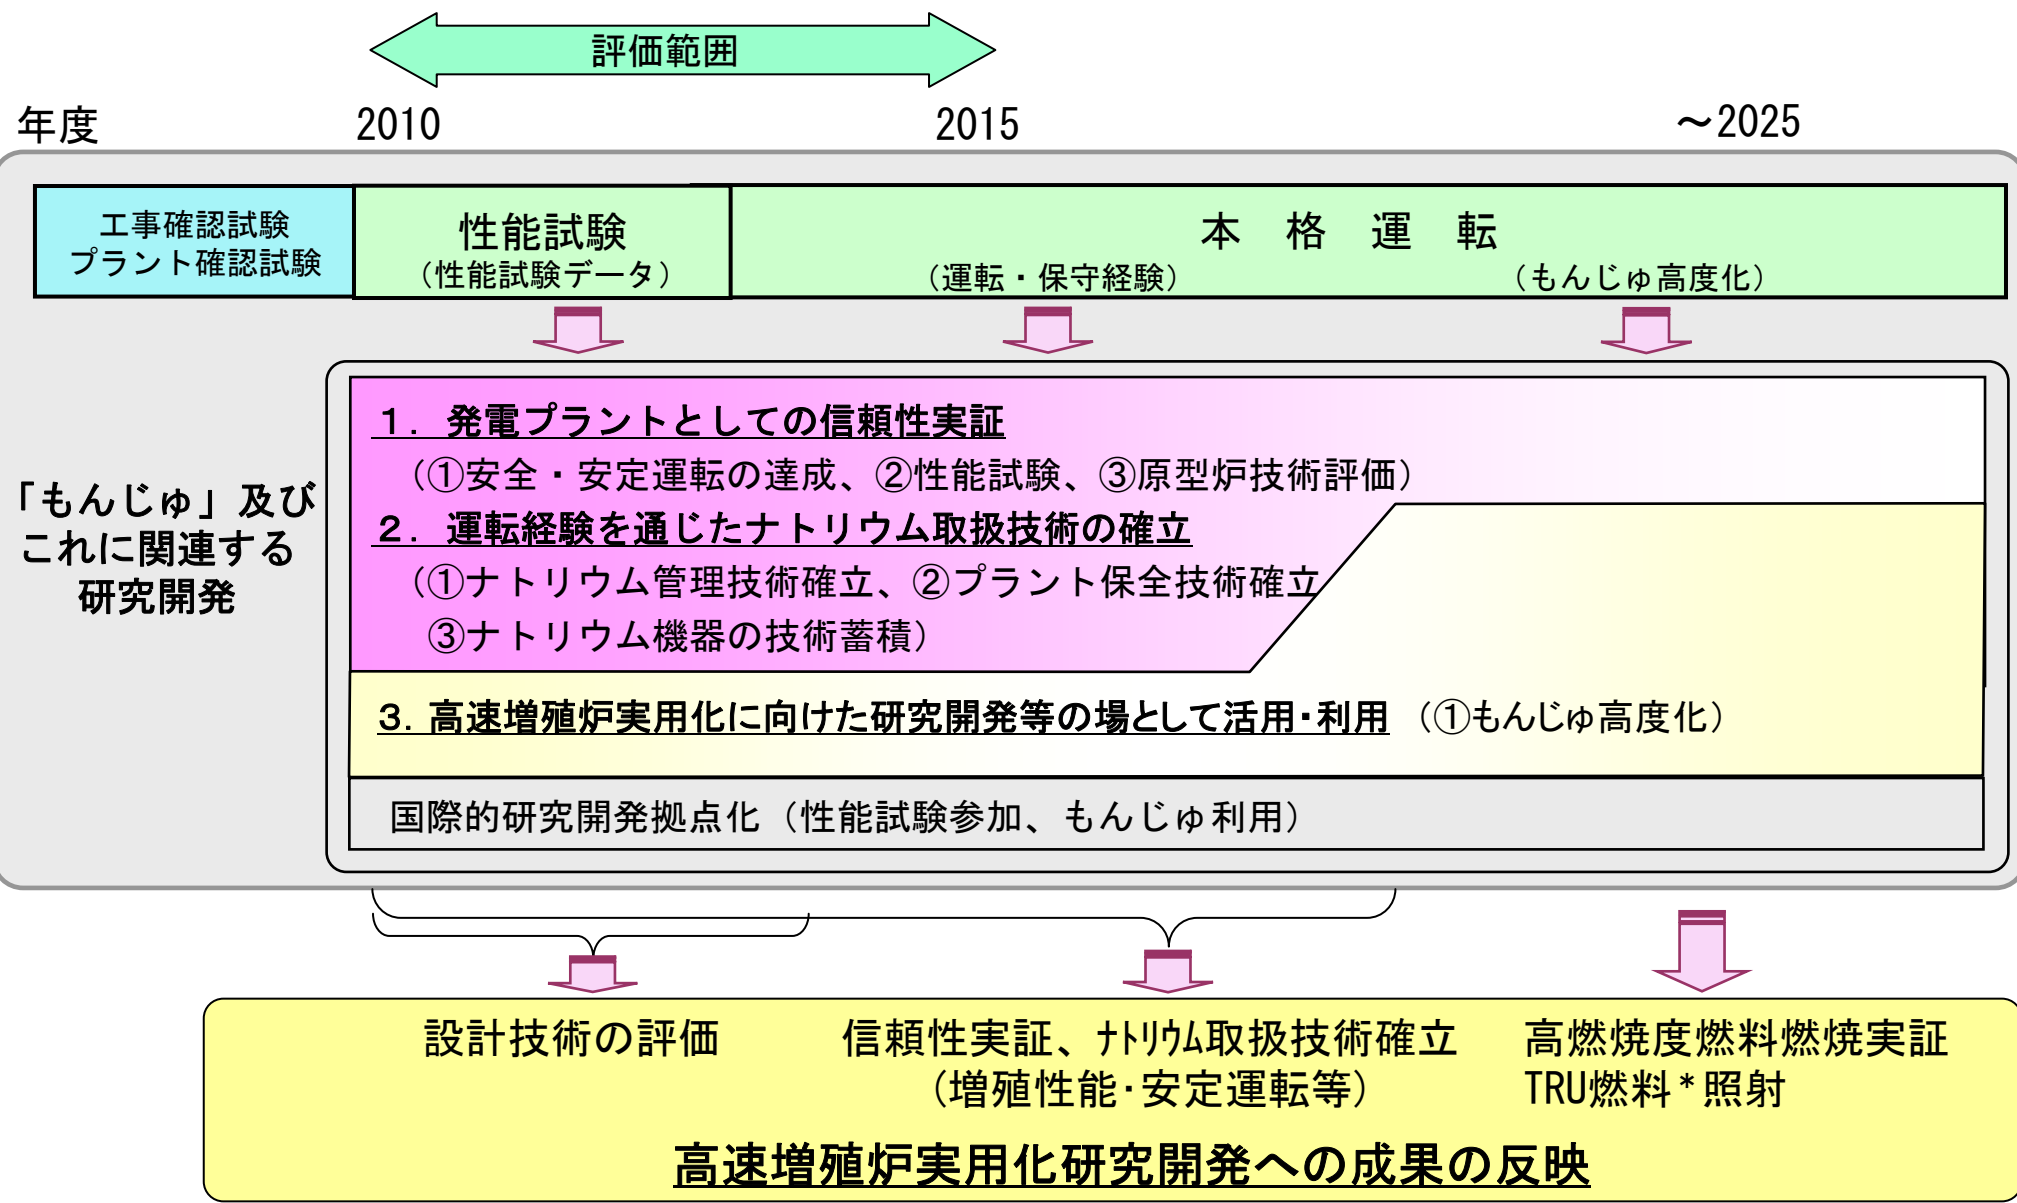 評価範囲
年度 2010 2015 ～2025
工事確認試験
プラント確認試験
性能試験
（性能試験データ）
本 格 運 転
（運転・保守経験） （もんじゅ高度化）
「もんじゅ」及び
これに関連する
研究開発
１．発電プラントとしての信頼性実証
（①安全・安定運転の達成、②性能試験、③原型炉技術評価）
２．運転経験を通じたナトリウム取扱技術の確立
（①ナトリウム管理技術確立、②プラント保全技術確立
③ナトリウム機器の技術蓄積）
３．高速増殖炉実用化に向けた研究開発等の場として活用・利用 （①もんじゅ高度化）
国際的研究開発拠点化（性能試験参加、もんじゅ利用）
設計技術の評価
信頼性実証、ﾅﾄﾘｳﾑ取扱技術確立
（増殖性能・安定運転等）
高燃焼度燃料燃焼実証
TRU燃料*照射
高速増殖炉実用化研究開発への成果の反映